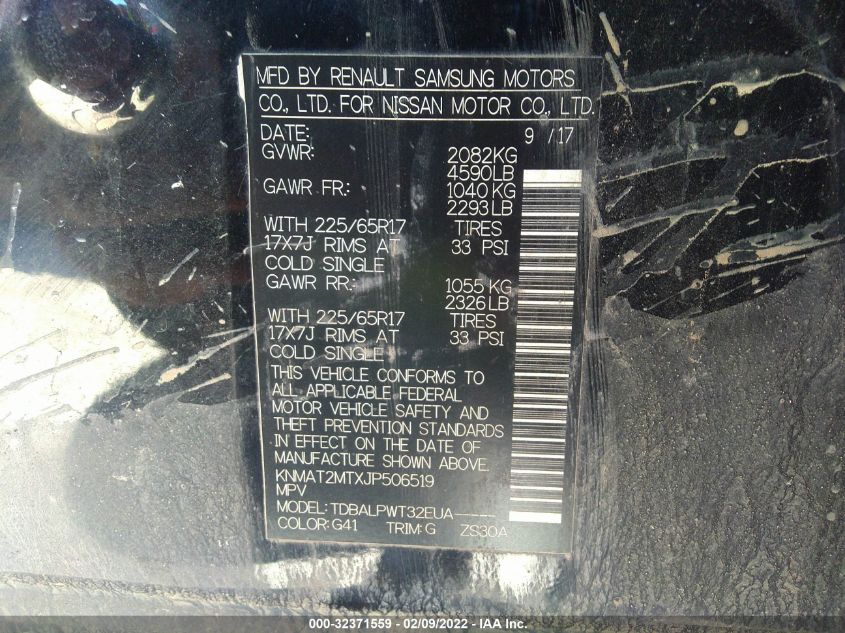 MFD BY RENAULT SAMSUNG MOTORS
CO., LTD. FOR NISSAN MOTOR CO., LTD.
DATE: 9 /17
GVWR: 2082KG
4590LB
GAWR FR.: 1040 KG
2293 LB
WITH 225/65R17 TIRES
17X7J RIMS AT 33 PSI
COLD SINGLE
GAWR RR.: 1055 KG
2326 LB
WITH 225/65R17 TIRES
17X7J RIMS AT 33 PSI
COLD SINGLE
THIS VEHICLE CONFORMS TO
ALL APPLICABLE FEDERAL
MOTOR VEHICLE SAFETY AND
THEFT PREVENTION STANDARDS
IN EFFECT ON THE DATE OF
MANUFACTURE SHOWN ABOVE.
KNMAT2MTXJP506519
MPV
MODEL: TDBALPWT32EUA-----
COLOR: G41 TRIM: G ZS30A
000-32371559 — 02/09/2022 — IAA Inc.